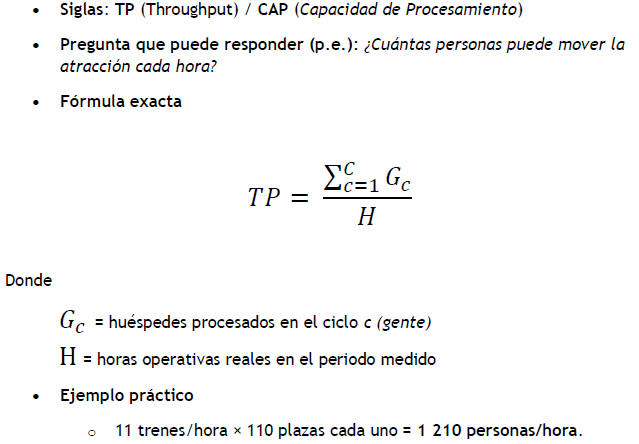 • Siglas: TP (Throughput) / CAP (Capacidad de Procesamiento)
• Pregunta que puede responder (p.e.): ¿Cuántas personas puede mover la
atracción cada hora?
• Fórmula exacta
TP = \frac{\sum_{c=1}^{C} G_c}{H}
Donde
G_c = huéspedes procesados en el ciclo c (gente)
H = horas operativas reales en el periodo medido
• Ejemplo práctico
o 11 trenes/hora × 110 plazas cada uno = 1 210 personas/hora.